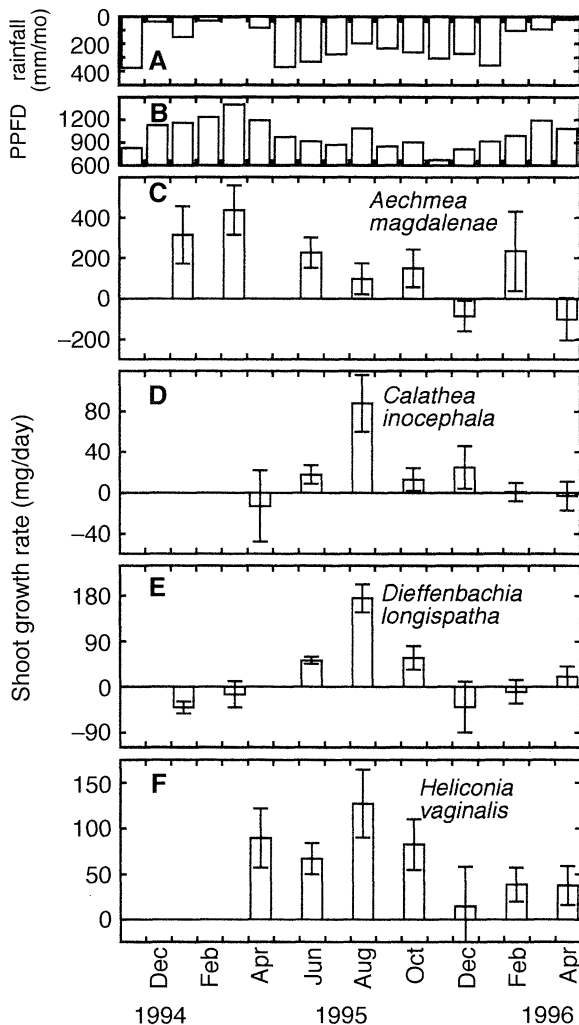 rainfall
(mm/mo)
0
200
400
A
PPFD
1200
900
600
B
Shoot growth rate (mg/day)
400
200
0
–200
C
Aechmea
magdalenae
80
40
0
–40
D
Calathea
inocephala
180
90
0
–90
E
Dieffenbachia
longispatha
150
100
50
0
F
Heliconia
vaginalis
Dec Feb Apr Jun Aug Oct Dec Feb Apr
1994 1995 1996